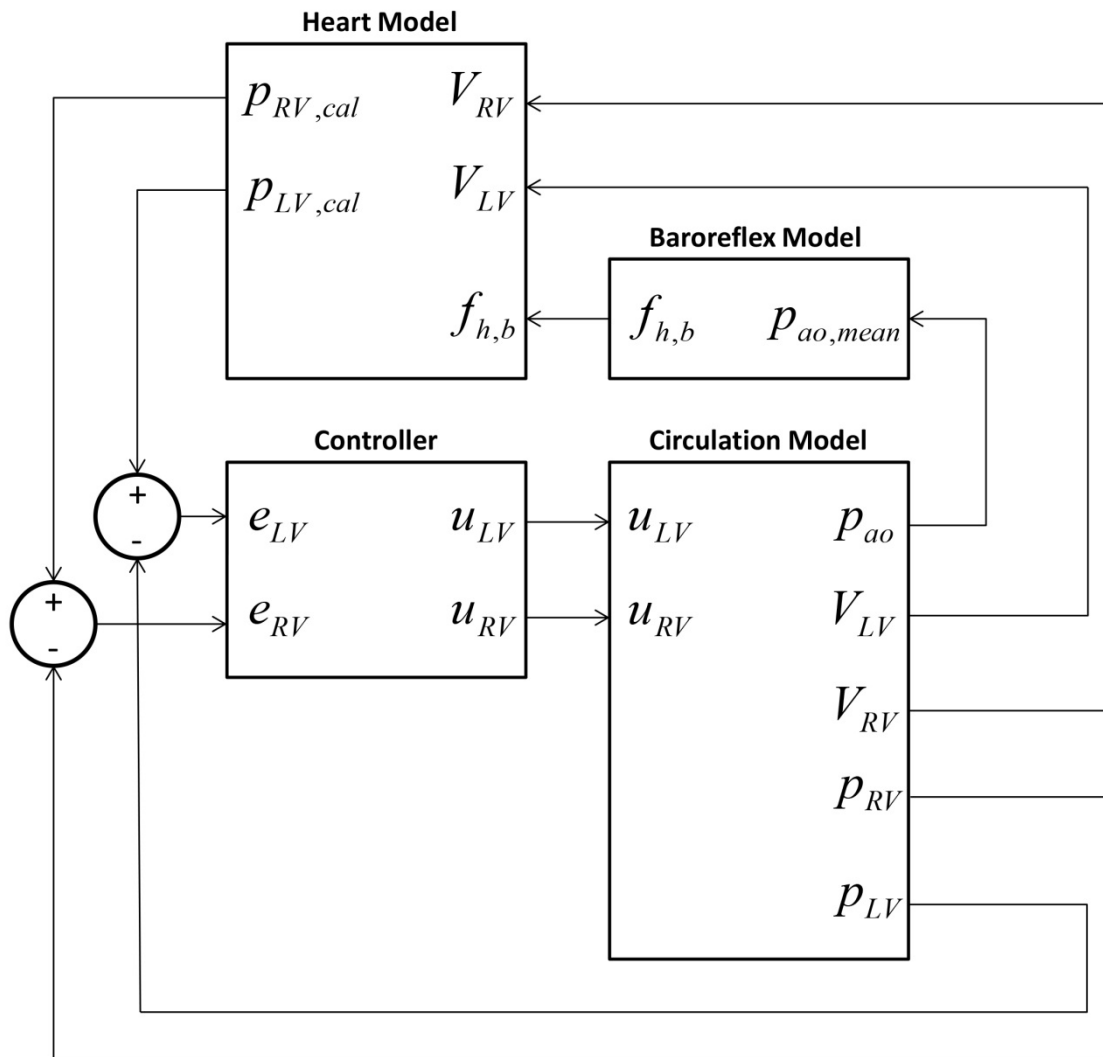 Heart Model
p_{RV,cal} V_{RV}
p_{LV,cal} V_{LV}
f_{h,b}
Baroreflex Model
f_{h,b} p_{ao,mean}
Controller
e_{LV} u_{LV}
e_{RV} u_{RV}
Circulation Model
u_{LV} p_{ao}
u_{RV} V_{LV}
V_{RV}
p_{RV}
p_{LV}
+
-
+
-